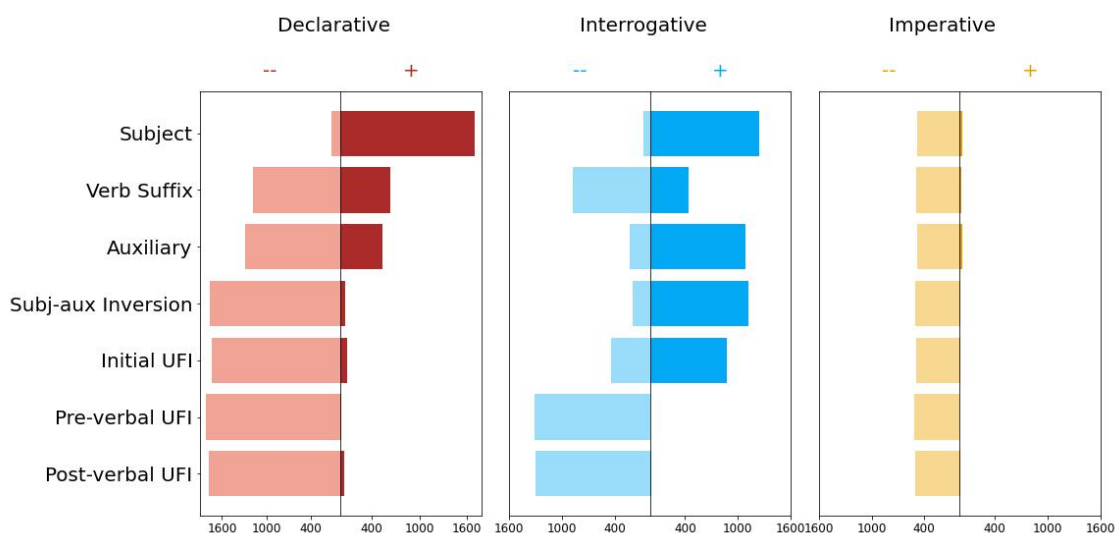 Declarative Interrogative Imperative
-- + -- + -- +
Subject
Verb Suffix
Auxiliary
Subj-aux Inversion
Initial UFI
Pre-verbal UFI
Post-verbal UFI
1600 1000 400 400 1000 1600 1600 1000 400 400 1000 1600 1600 1000 400 400 1000 1600